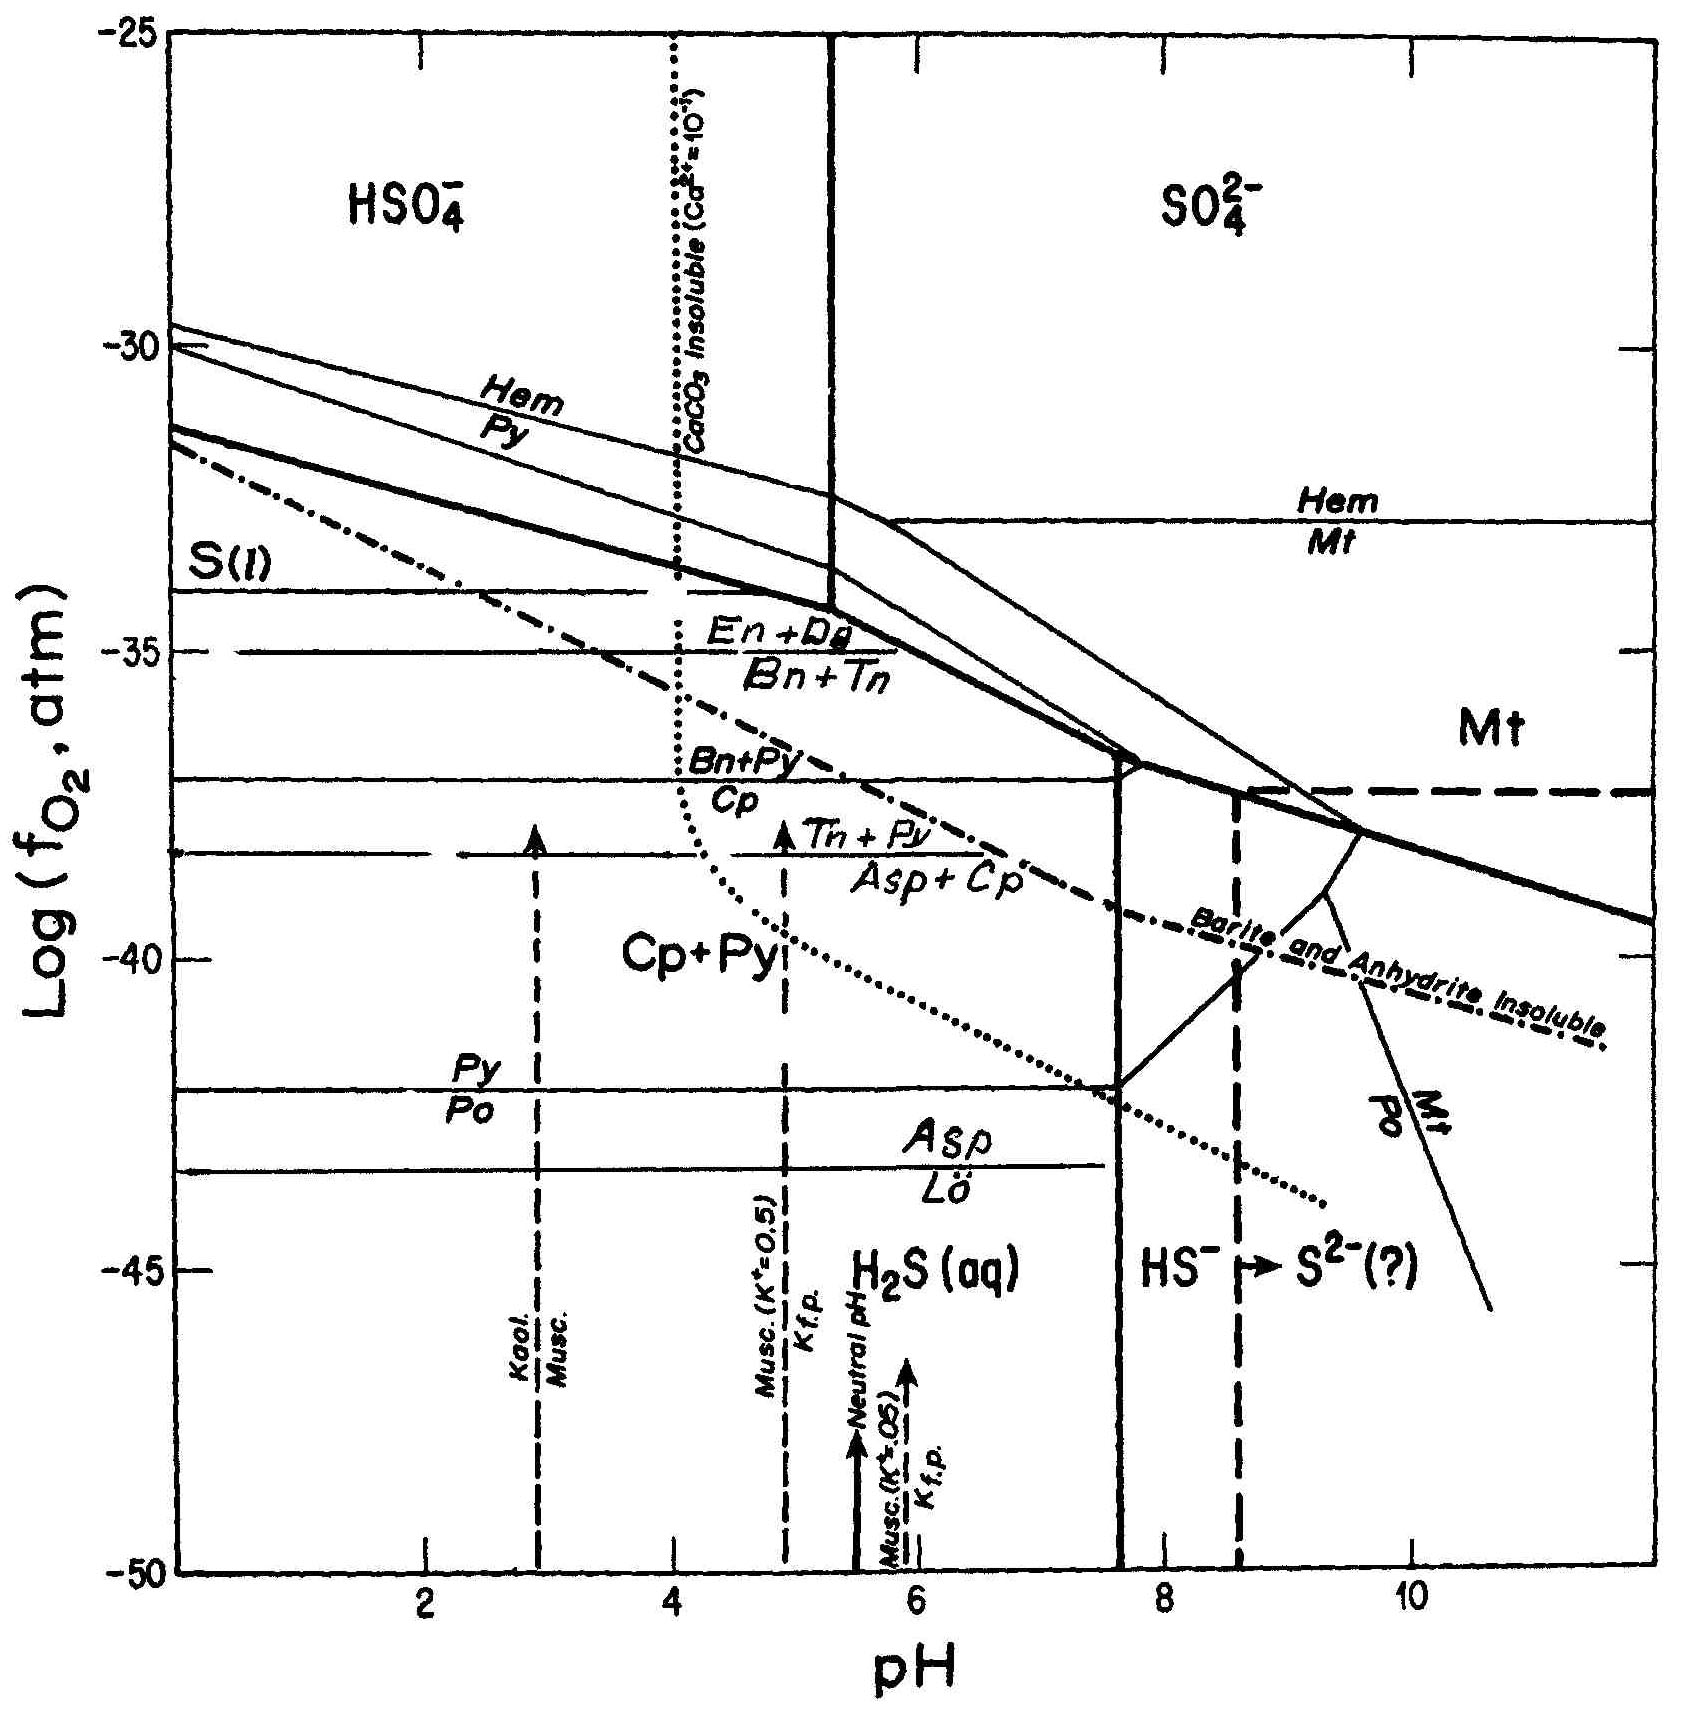 -25
CaCO₃ Insoluble (Ca²⁺=10⁻¹)
HSO₄⁻
SO₄²⁻
-30
Hem
Py
Hem
Mt
S(l)
En+Dg
-35
Bn+Tn
Mt
Bn+Py
Cp
Tn + Py
Asp+ Cp
Barite and Anhydrite Insoluble
Cp+Py
-40
Py
Po
Mt
Po
Asp
Lö
-45
H₂S(aq)
HS⁻
S²⁻(?)
Kaol.
Musc.
Musc.(K⁺=0.5)
Kf.p.
Neutral pH
Musc.(K⁺=.05)
Kf.p.
-50
2
4
6
8
10
pH
Log(fO₂,atm)